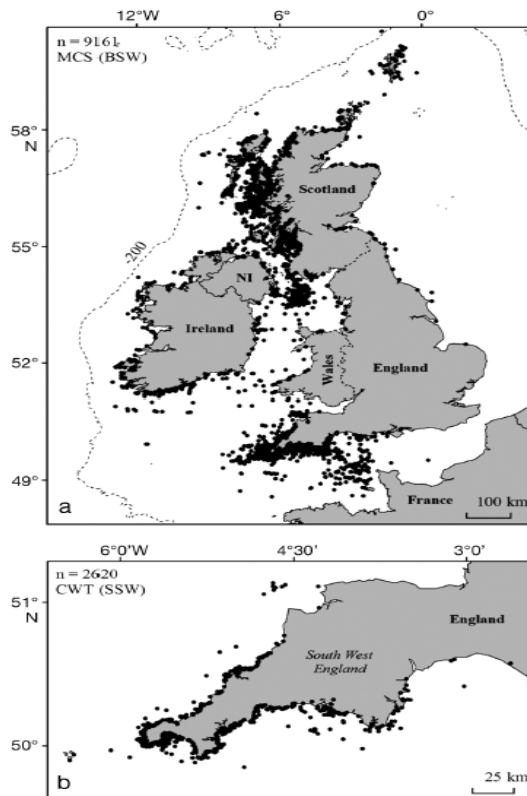 12°W 6° 0°
n = 9161
MCS (BSW)
58°
N
Scotland
-200
55°
NI
Ireland
52°
Wales
England
49°
France
a
100 km
6°0' 4°30' 3°0'
n = 2620
CWT (SSW)
51°
N
England
South West
England
50°
b
25 km